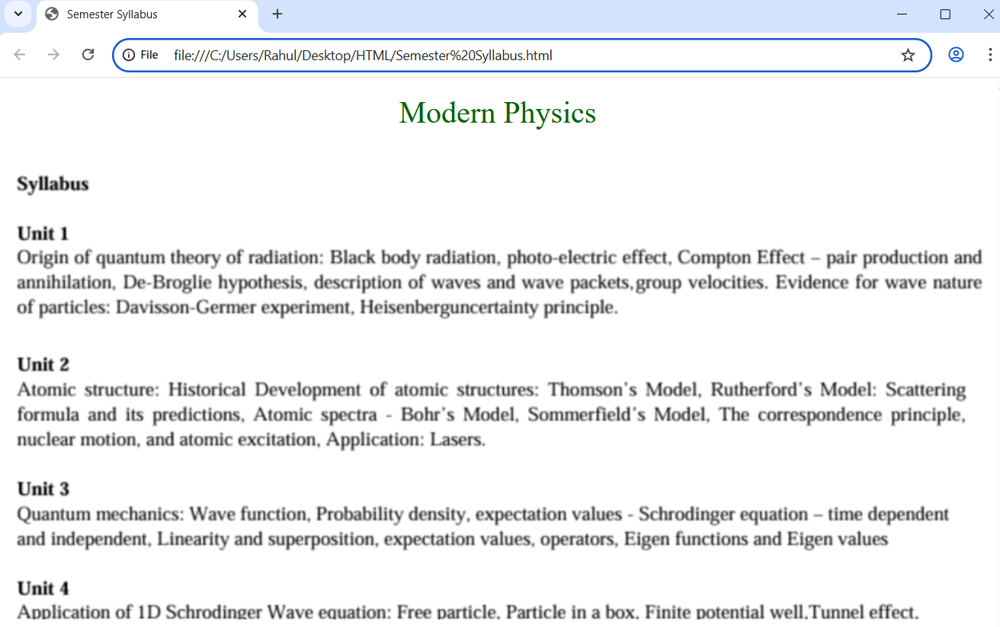 Semester Syllabus
File file:///C:/Users/Rahul/Desktop/HTML/Semester%20Syllabus.html
Modern Physics
Syllabus
Unit 1
Origin of quantum theory of radiation: Black body radiation, photo-electric effect, Compton Effect – pair production and
annihilation, De-Broglie hypothesis, description of waves and wave packets,group velocities. Evidence for wave nature
of particles: Davisson-Germer experiment, Heisenberguncertainty principle.
Unit 2
Atomic structure: Historical Development of atomic structures: Thomson's Model, Rutherford's Model: Scattering
formula and its predictions, Atomic spectra - Bohr's Model, Sommerfield's Model, The correspondence principle,
nuclear motion, and atomic excitation, Application: Lasers.
Unit 3
Quantum mechanics: Wave function, Probability density, expectation values - Schrodinger equation – time dependent
and independent, Linearity and superposition, expectation values, operators, Eigen functions and Eigen values
Unit 4
Application of 1D Schrodinger Wave equation: Free particle, Particle in a box, Finite potential well,Tunnel effect,